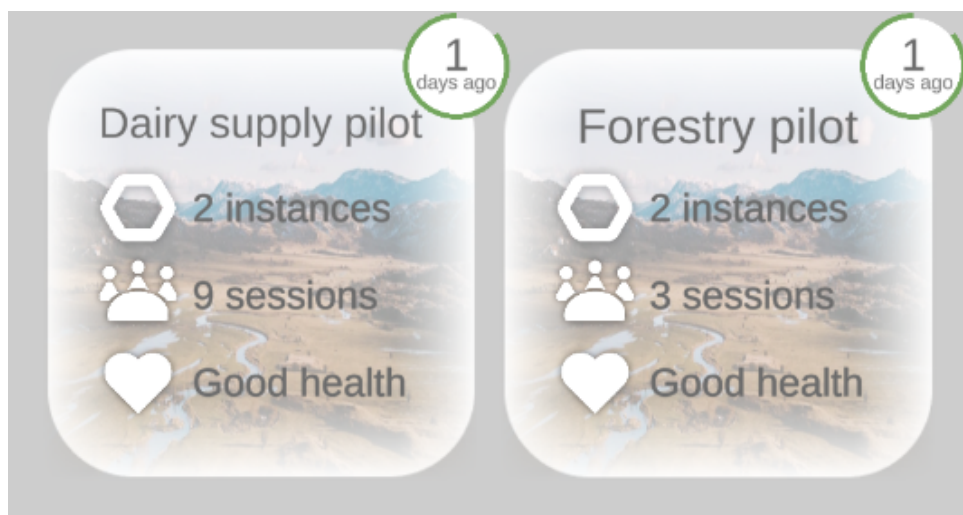 1
days ago
Dairy supply pilot
2 instances
9 sessions
Good health
1
days ago
Forestry pilot
2 instances
3 sessions
Good health